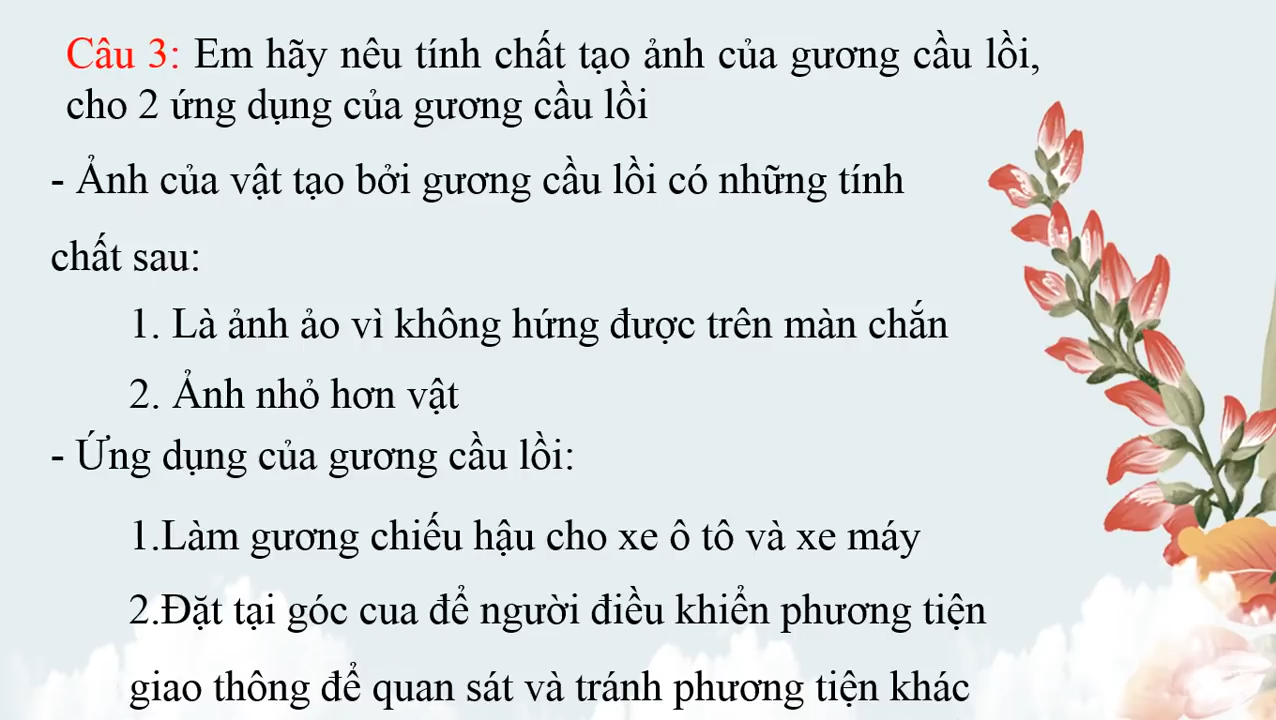 Câu 3: Em hãy nêu tính chất tạo ảnh của gương cầu lồi,
cho 2 ứng dụng của gương cầu lồi
- Ảnh của vật tạo bởi gương cầu lồi có những tính
chất sau:
1. Là ảnh ảo vì không hứng được trên màn chắn
2. Ảnh nhỏ hơn vật
- Ứng dụng của gương cầu lồi:
1.Làm gương chiếu hậu cho xe ô tô và xe máy
2.Đặt tại góc cua để người điều khiển phương tiện
giao thông để quan sát và tránh phương tiện khác